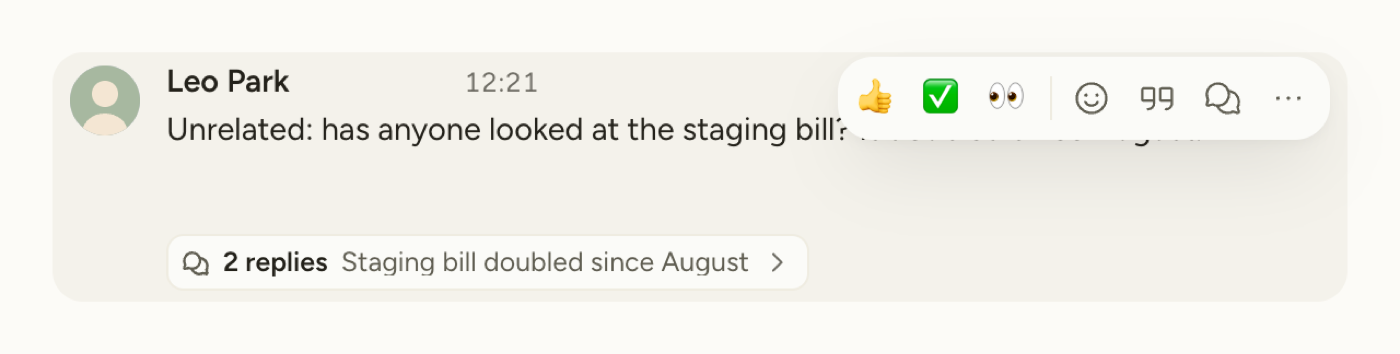 Leo Park 12:21
Unrelated: has anyone looked at the staging bill?
2 replies Staging bill doubled since August